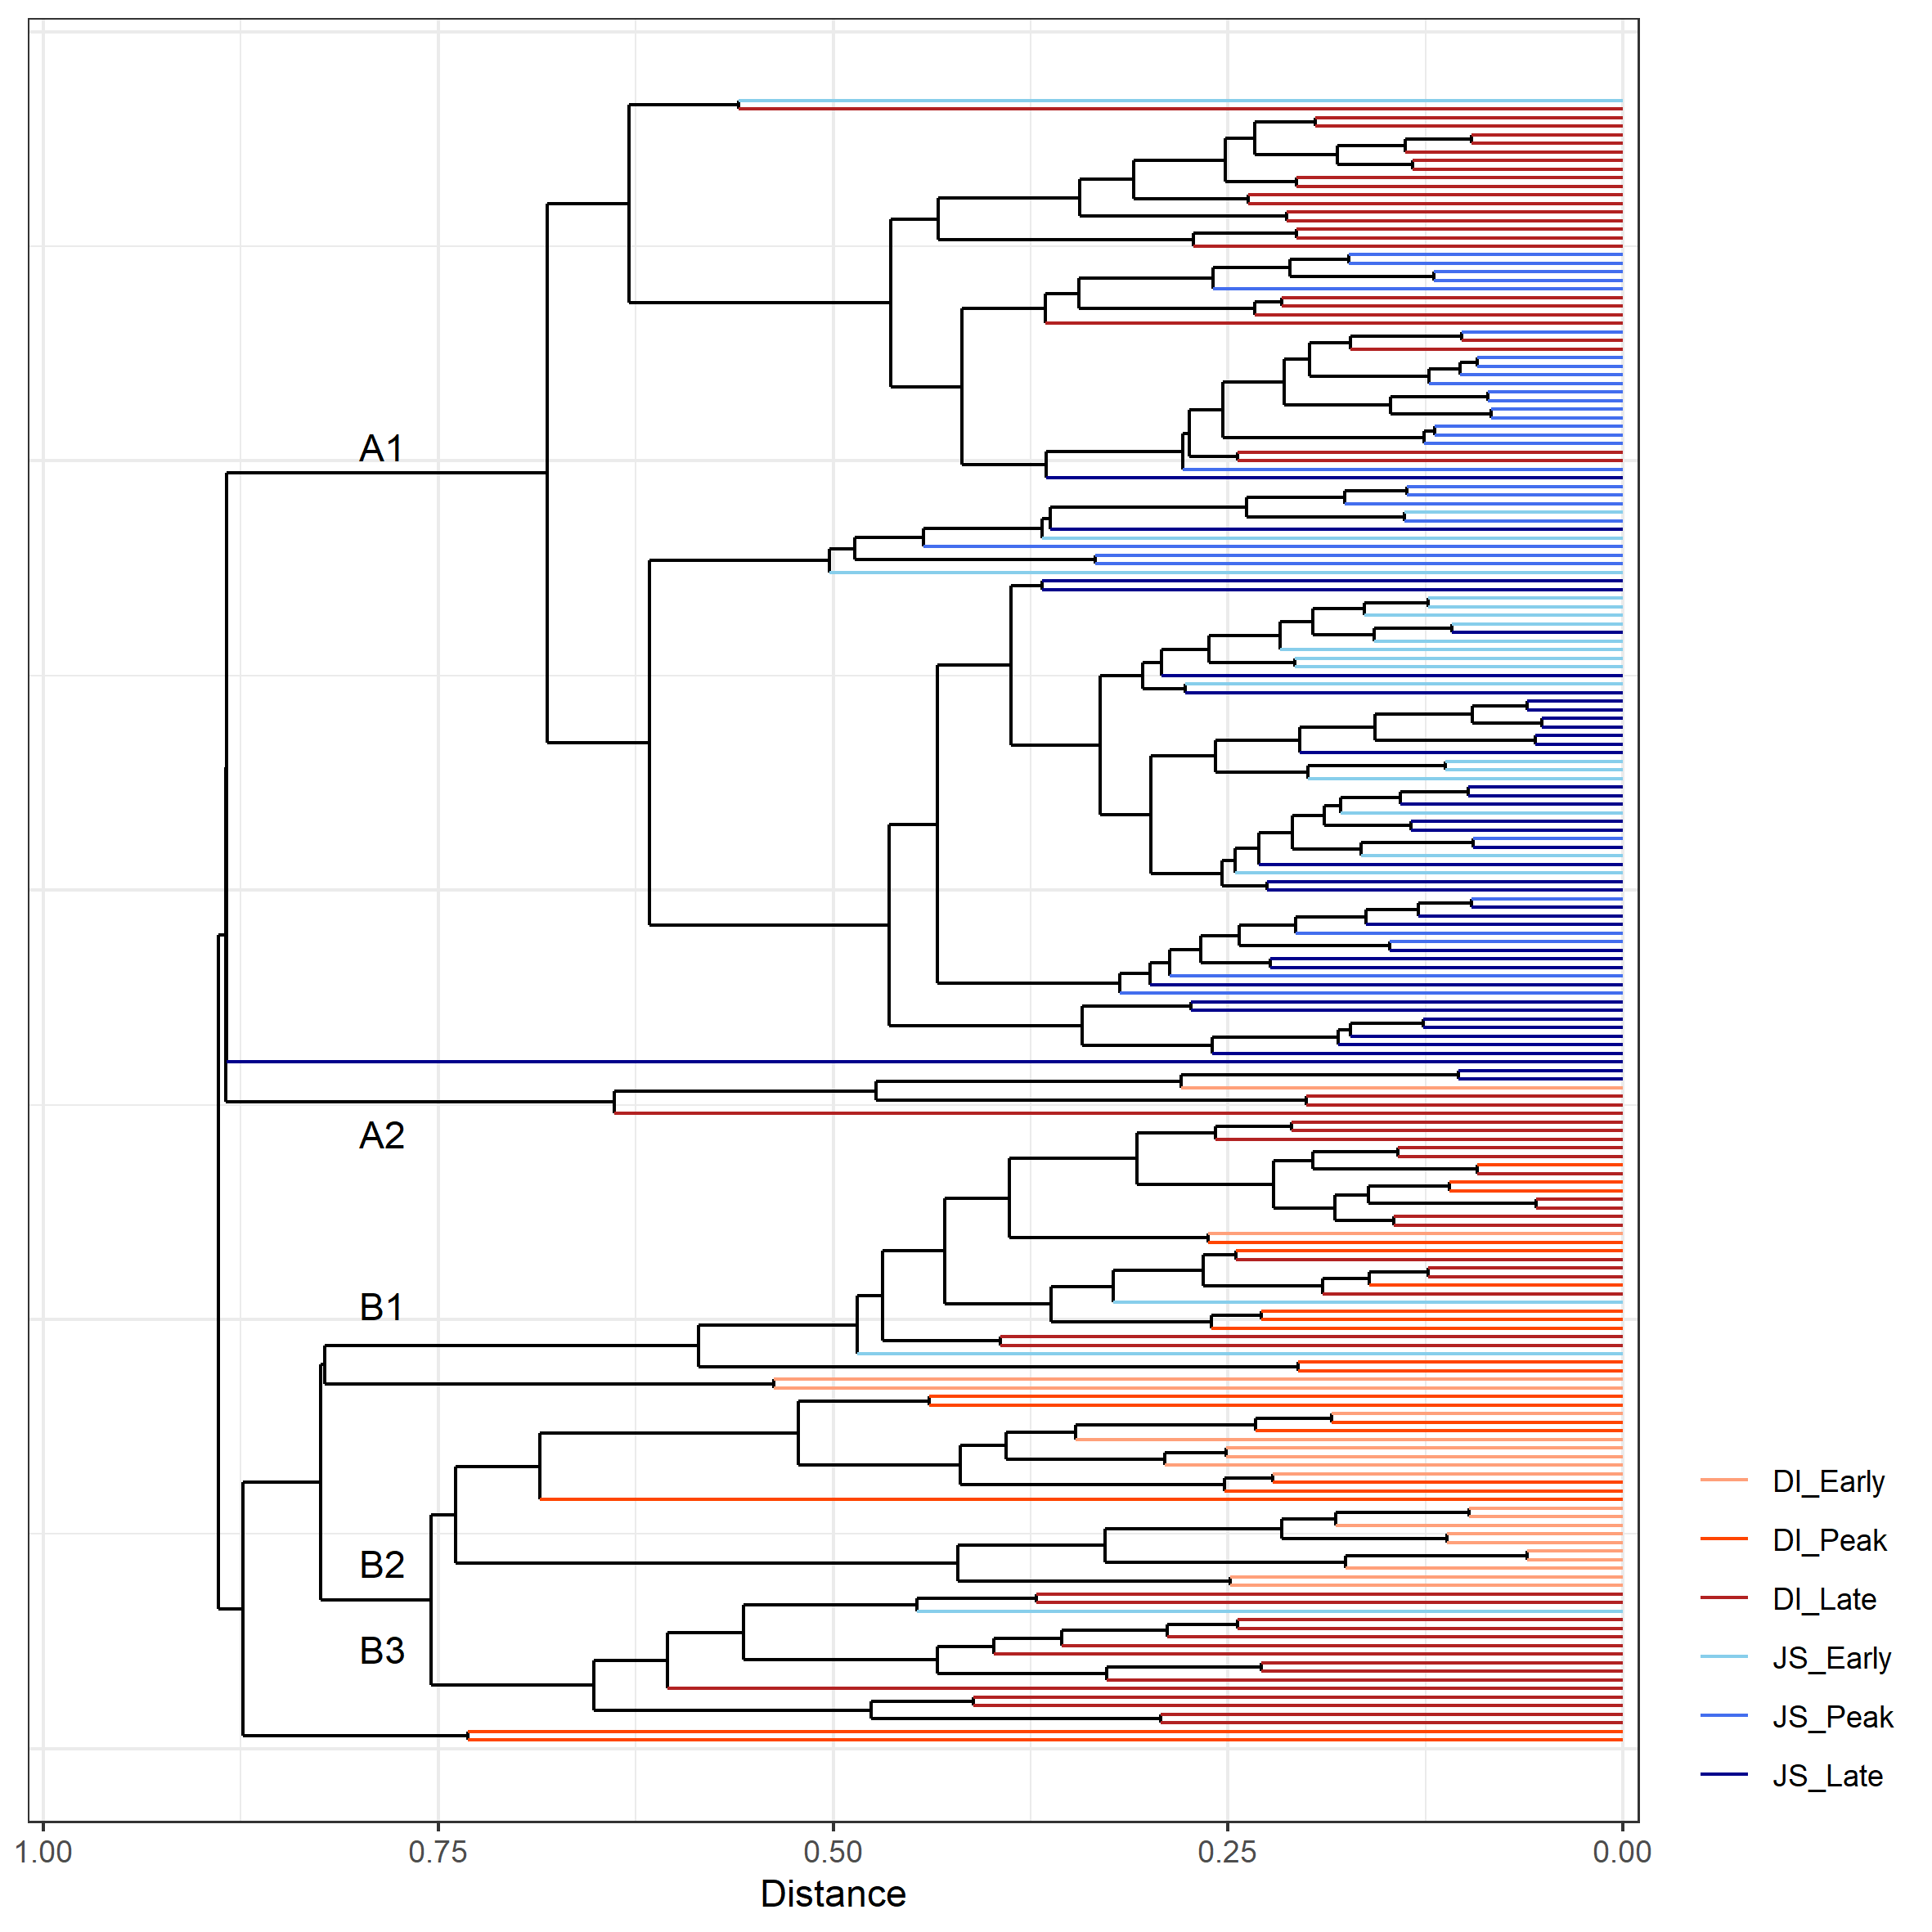 A1
A2
B1
B2
B3
DI_Early
DI_Peak
DI_Late
JS_Early
JS_Peak
JS_Late
1.00 0.75 0.50 0.25 0.00
Distance